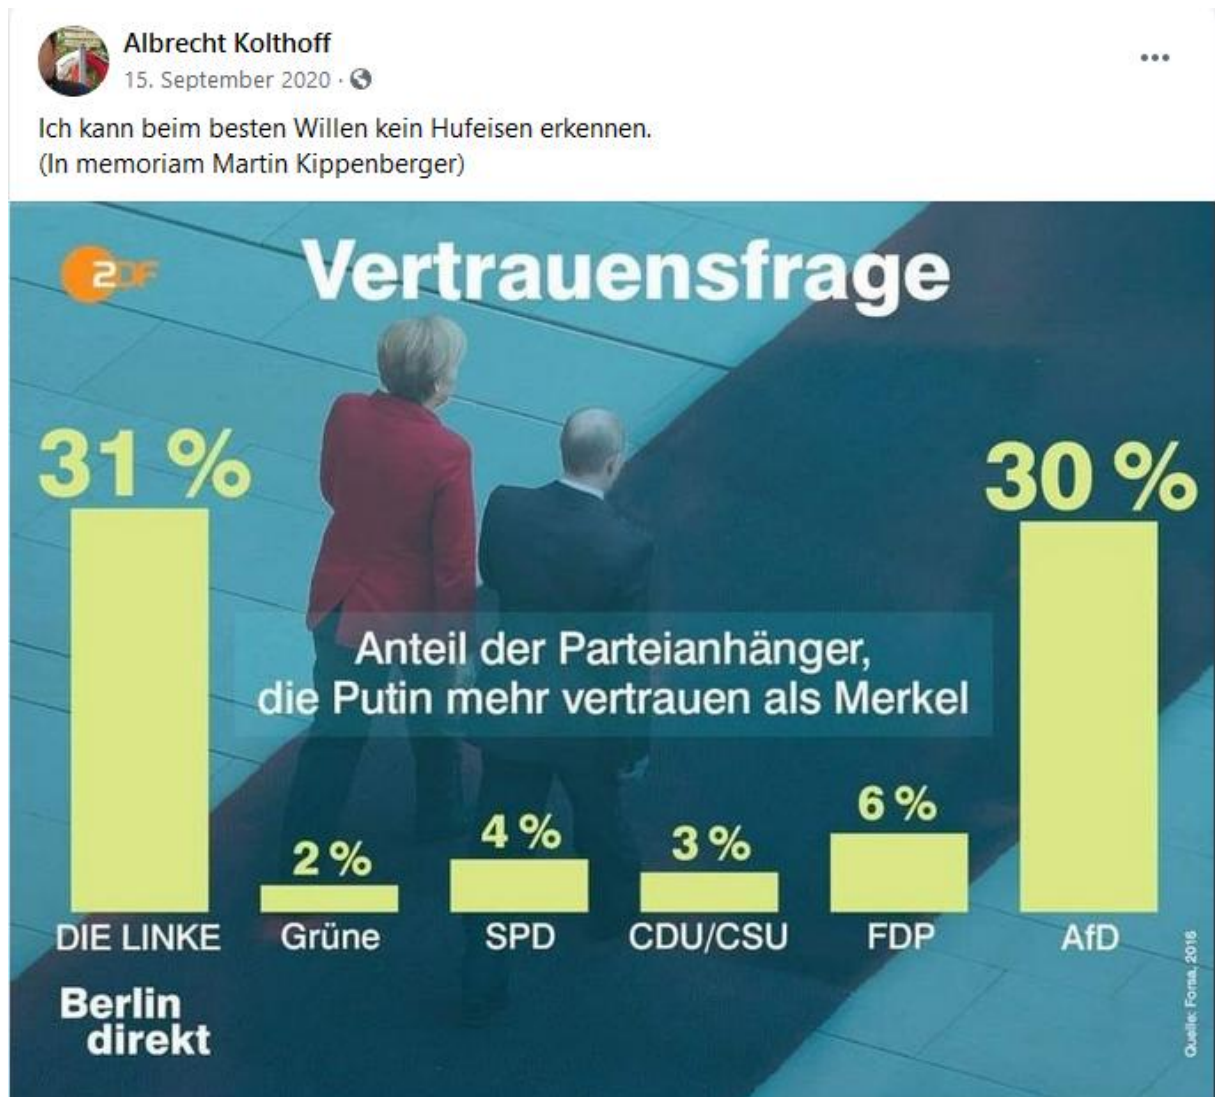 Albrecht Kolthoff
15. September 2020 ·
Ich kann beim besten Willen kein Hufeisen erkennen.
(In memoriam Martin Kippenberger)
ZDF
Vertrauensfrage
31 %
30 %
Anteil der Parteianhänger,
die Putin mehr vertrauen als Merkel
2 %
4 %
3 %
6 %
DIE LINKE
Grüne
SPD
CDU/CSU
FDP
AfD
Berlin
direkt
Quelle: Forsa, 2016